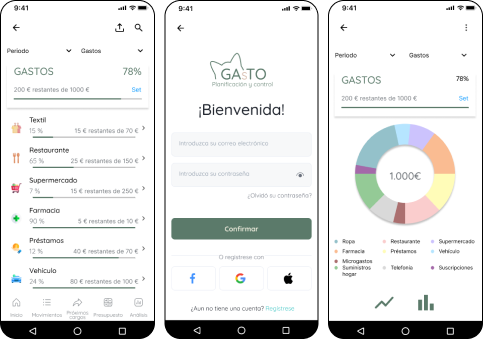 9:41
Periodo
Gastos
GASTOS
78%
200 € restantes de 1000 €
Set
Textil
15 %
15 € restantes de 70 €
Restaurante
65 %
25 € restantes de 150 €
Supermercado
7 %
15 € restantes de 250 €
Farmacia
90 %
5 € restantes de 10 €
Préstamos
12 %
40 € restantes de 70 €
Vehículo
24 %
80 € restantes de 100 €
Inicio
Movimientos
Próximos cargos
Presupuesto
Análisis
9:41
GAStTO
Planificación y control
¡Bienvenida!
Introduzca su correo electrónico
Introduzca su contraseña
¿Olvidó su contraseña?
Confirmar
O regístrese con
¿Aun no tiene una cuenta? Regístrese
9:41
Periodo
Gastos
GASTOS
78%
200 € restantes de 1000 €
Set
1.000€
Ropa
Restaurante
Supermercado
Farmacia
Préstamos
Vehículo
Microgastos
Suministros hogar
Telefonía
Suscripciones